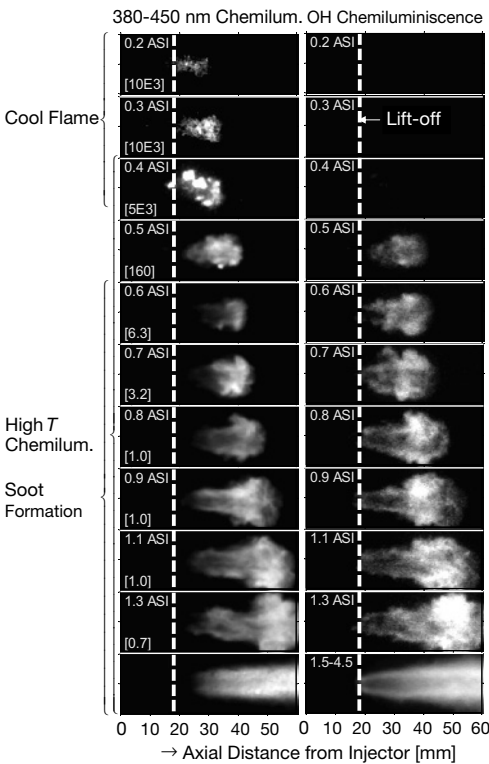 380-450 nm Chemilum. OH Chemiluminiscence
0.2 ASI 0.2 ASI
[10E3]
Cool Flame
0.3 ASI 0.3 ASI
← Lift-off
[10E3]
0.4 ASI 0.4 ASI
[5E3]
0.5 ASI 0.5 ASI
[160]
0.6 ASI 0.6 ASI
[6.3]
0.7 ASI 0.7 ASI
[3.2]
High T
Chemilum.
0.8 ASI 0.8 ASI
[1.0]
Soot
Formation
0.9 ASI 0.9 ASI
[1.0]
1.1 ASI 1.1 ASI
[1.0]
1.3 ASI 1.3 ASI
[0.7]
1.5-4.5
0 10 20 30 40 50 0 10 20 30 40 50 60
→ Axial Distance from Injector [mm]